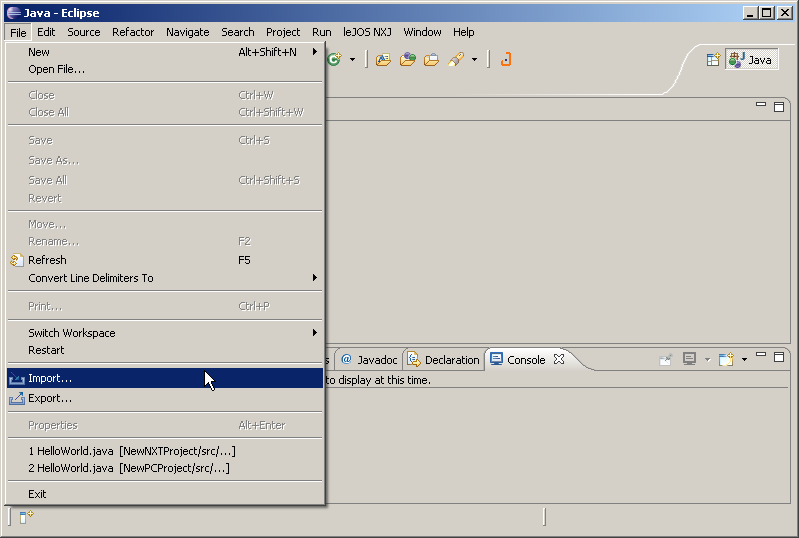 Java - Eclipse
File Edit Source Refactor Navigate Search Project Run leJOS NXJ Window Help
New Alt+Shift+N
Open File...
Java
Close Ctrl+W
Close All Ctrl+Shift+W
Save Ctrl+S
Save As...
Save All Ctrl+Shift+S
Revert
Move...
Rename... F2
Refresh F5
Convert Line Delimiters To
Print... Ctrl+P
Switch Workspace
Restart
s @ Javadoc Declaration Console
Import...
to display at this time.
Export...
Properties Alt+Enter
1 HelloWorld.java [NewNXTProject/src/...]
2 HelloWorld.java [NewPCProject/src/...]
Exit